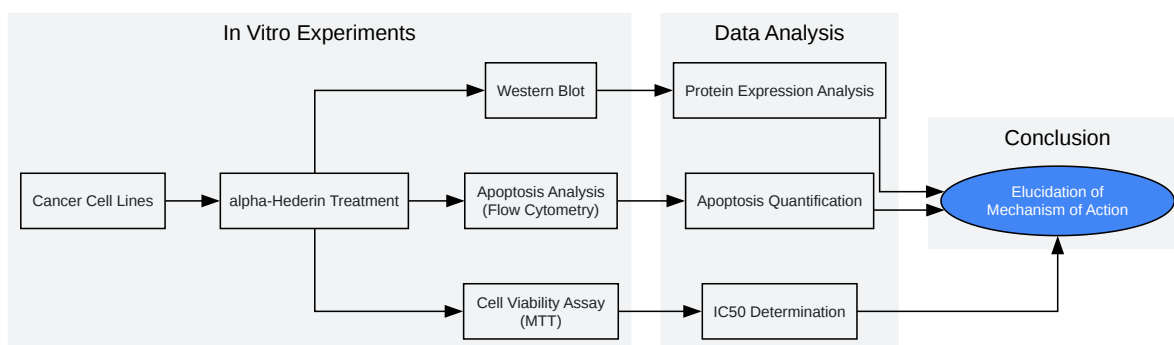 In Vitro Experiments
Data Analysis
Conclusion
Western Blot
Protein Expression Analysis
Cancer Cell Lines
alpha-Hederin Treatment
Apoptosis Analysis
(Flow Cytometry)
Apoptosis Quantification
Elucidation of
Mechanism of Action
Cell Viability Assay
(MTT)
IC50 Determination